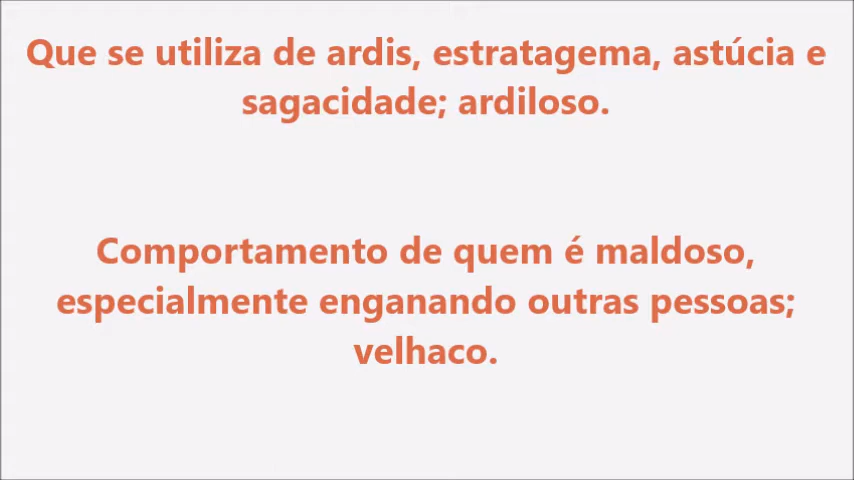 Que se utiliza de ardis, estratagema, astúcia e
sagacidade; ardiloso.
Comportamento de quem é maldoso,
especialmente enganando outras pessoas;
velhaco.